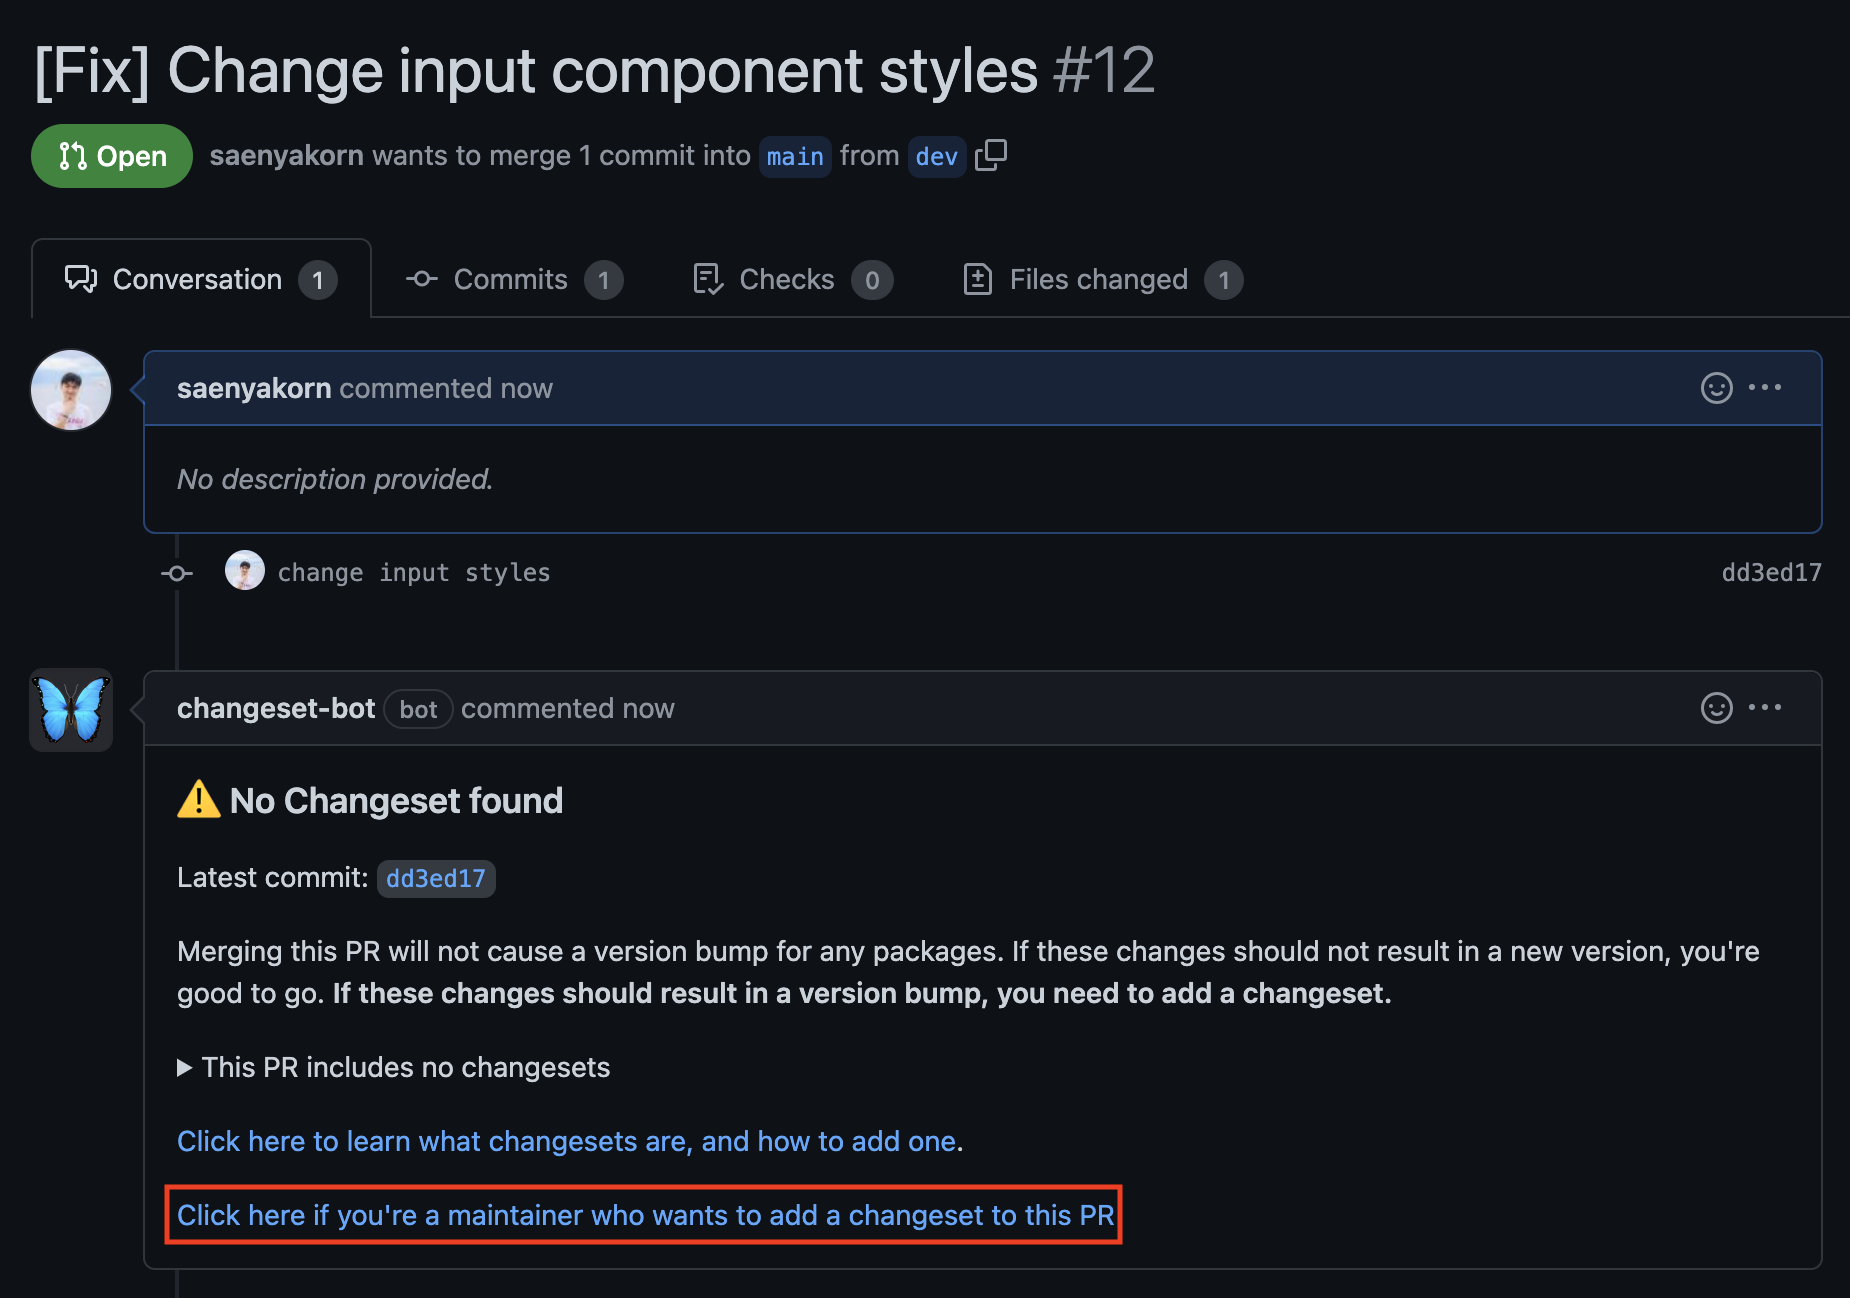 [Fix] Change input component styles #12
Open saenyakorn wants to merge 1 commit into main from dev
Conversation 1 Commits 1 Checks 0 Files changed 1
saenyakorn commented now
No description provided.
change input styles dd3ed17
changeset-bot bot commented now
⚠️ No Changeset found
Latest commit: dd3ed17
Merging this PR will not cause a version bump for any packages. If these changes should not result in a new version, you're
good to go. If these changes should result in a version bump, you need to add a changeset.
▶ This PR includes no changesets
Click here to learn what changesets are, and how to add one.
Click here if you're a maintainer who wants to add a changeset to this PR